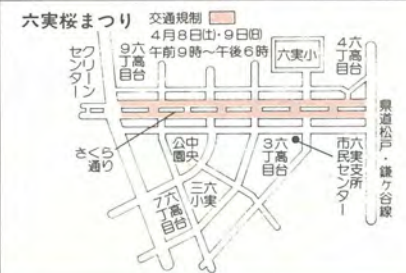 六実桜まつり
交通規制
4月8日(土)・9日(日)
午前9時〜午後6時
クリーンセンター
六高台9丁目
六実小
六高台4丁目
県道松戸・鎌ヶ谷線
さくら通り
中央公園
六高台3丁目
六実支所
市民センター
六実三小
六高台7丁目